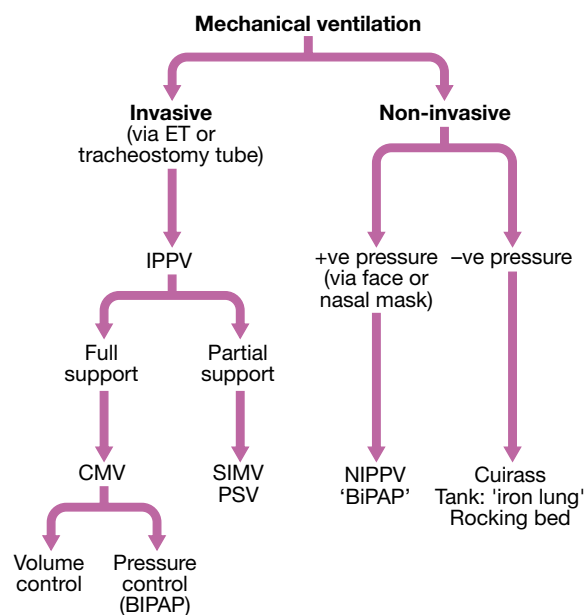 Mechanical ventilation
Invasive
(via ET or
tracheostomy tube)
Non-invasive
IPPV
+ve pressure
(via face or
nasal mask)
–ve pressure
Full
support
Partial
support
CMV
SIMV
PSV
NIPPV
‘BiPAP’
Cuirass
Tank: 'iron lung'
Rocking bed
Volume
control
Pressure
control
(BIPAP)